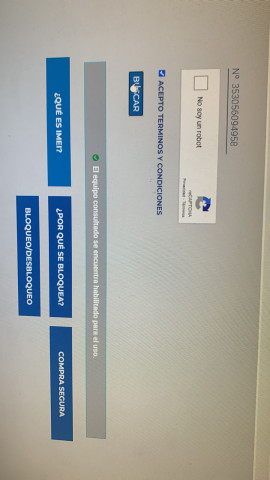 Nº 353056094958
No soy un robot
reCAPTCHA
Privacidad - Términos
ACEPTO TERMINOS Y CONDICIONES
BUSCAR
El equipo consultado se encuentra habilitado para el uso.
¿QUÉ ES IMEI?
¿POR QUÉ SE BLOQUEA?
COMPRA SEGURA
BLOQUEO/DESBLOQUEO